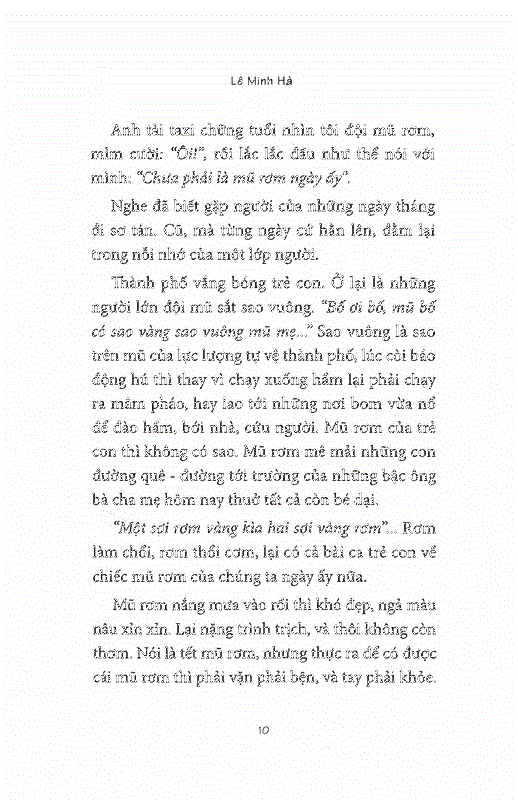 Lê Minh Hà
Anh tài taxi chững tuổi nhìn tôi đội mũ rơm,
mỉm cười: “Ôi!”, rồi lắc lắc đầu như thể nói với
mình: “Chưa phải là mũ rơm ngày ấy”.
Nghe đã biết gặp người của những ngày tháng
đi sơ tán. Cũ, mà từng ngày cứ hằn lên, đằm lại
trong nỗi nhớ của một lớp người.
Thành phố vắng bóng trẻ con. Ở lại là những
người lớn đội mũ sắt sao vuông. “Bố ơi bố, mũ bố
có sao vàng sao vuông mũ mẹ...” Sao vuông là sao
trên mũ của lực lượng tự vệ thành phố, lúc còi báo
động hú thì thay vì chạy xuống hầm lại phải chạy
ra mâm pháo, hay lao tới những nơi bom vừa nổ
để đào hầm, bới nhà, cứu người. Mũ rơm của trẻ
con thì không có sao. Mũ rơm mê mải những con
đường quê - đường tới trường của những bậc ông
bà cha mẹ hôm nay thuở tất cả còn bé dại.
“Một sợi rơm vàng kìa hai sợi vàng rơm”... Rơm
làm chổi, rơm thổi cơm, lại có cả bài ca trẻ con về
chiếc mũ rơm của chúng ta ngày ấy nữa.
Mũ rơm nắng mưa vào rồi thì khó đẹp, ngả màu
nâu xỉn xỉn. Lại nặng trình trịch, và thôi không còn
thơm. Nói là tết mũ rơm, nhưng thực ra để có được
cái mũ rơm thì phải vặn phải bện, và tay phải khỏe.
10